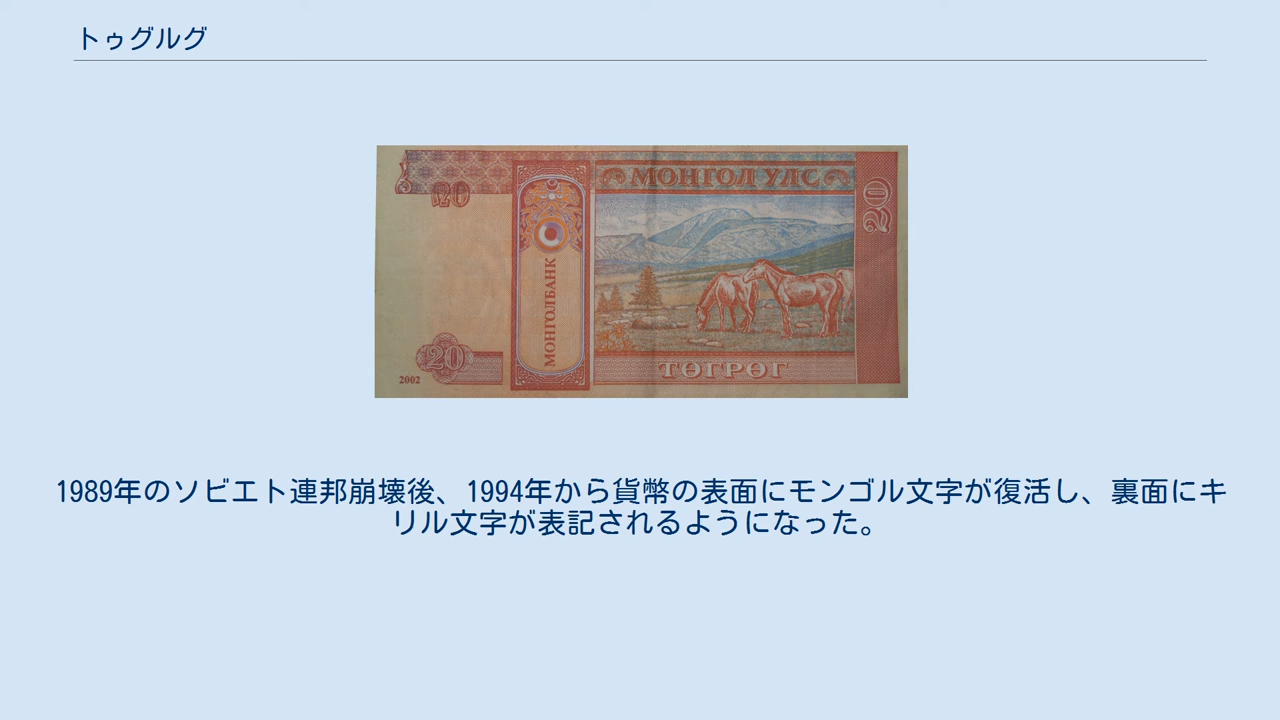 トゥグルグ
20
МОНГОЛ УЛС
20
МОНГОЛБАНК
20
2002
ТӨГРӨГ
1989年のソビエト連邦崩壊後、1994年から貨幣の表面にモンゴル文字が復活し、裏面にキ
リル文字が表記されるようになった。